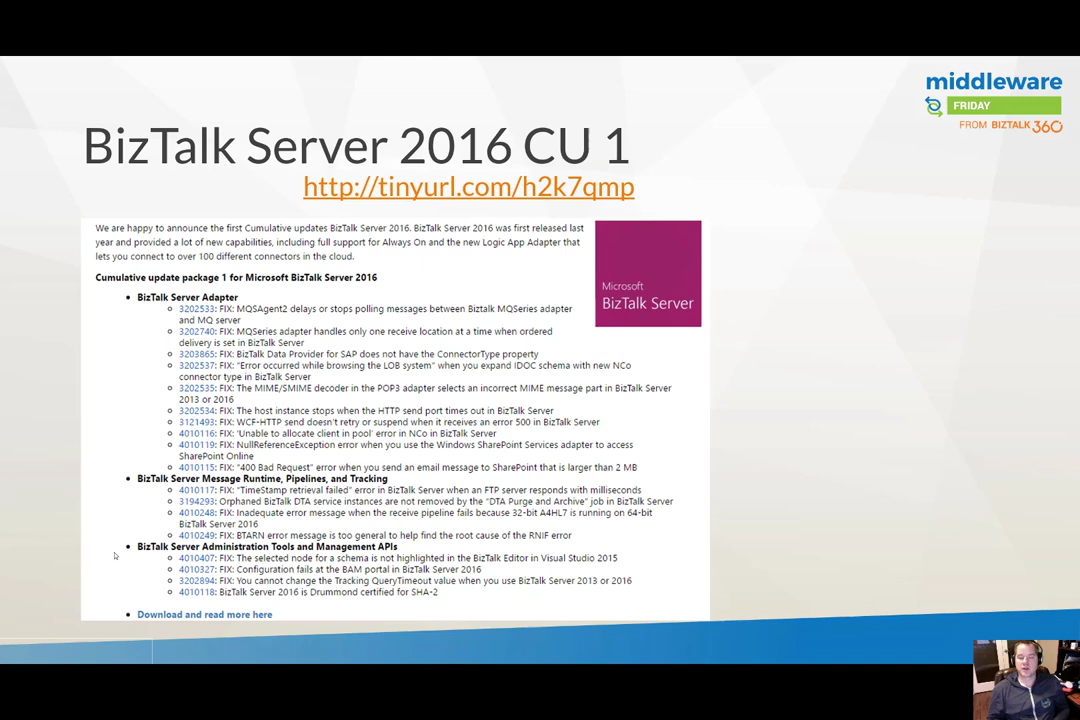 middleware
FRIDAY
FROM BIZTALK360
BizTalk Server 2016 CU 1
http://tinyurl.com/h2k7qmp
We are happy to announce the first Cumulative updates BizTalk Server 2016. BizTalk Server 2016 was first released last
year and provided a lot of new capabilities, including full support for Always On and the new Logic App Adapter that
lets you connect to over 100 different connectors in the cloud.
Microsoft
BizTalk Server
Cumulative update package 1 for Microsoft BizTalk Server 2016
BizTalk Server Adapter
3202533: FIX: MQSAgent2 delays or stops polling messages between Biztalk MQSeries adapter
and MQ server
3202740: FIX: MQSeries adapter handles only one receive location at a time when ordered
delivery is set in BizTalk Server
3203865: FIX: BizTalk Data Provider for SAP does not have the ConnectorType property
3202537: FIX: "Error occurred while browsing the LOB system" when you expand IDOC schema with new NCo
connector type in BizTalk Server
3202535: FIX: The MIME/SMIME decoder in the POP3 adapter selects an incorrect MIME message part in BizTalk Server
2013 or 2016
3202534: FIX: The host instance stops when the HTTP send port times out in BizTalk Server
3121493: FIX: WCF-HTTP send doesn't retry or suspend when it receives an error 500 in BizTalk Server
4010116: FIX: 'Unable to allocate client in pool' error in NCo in BizTalk Server
4010119: FIX: NullReferenceException error when you use the Windows SharePoint Services adapter to access
SharePoint Online
4010115: FIX: "400 Bad Request" error when you send an email message to SharePoint that is larger than 2 MB
BizTalk Server Message Runtime, Pipelines, and Tracking
4010117: FIX: "TimeStamp retrieval failed" error in BizTalk Server when an FTP server responds with milliseconds
3194293: Orphaned BizTalk DTA service instances are not removed by the "DTA Purge and Archive" job in BizTalk Server
4010248: FIX: Inadequate error message when the receive pipeline fails because 32-bit A4HL7 is running on 64-bit
BizTalk Server 2016
4010249: FIX: BTARN error message is too general to help find the root cause of the RNIF error
BizTalk Server Administration Tools and Management APIs
4010407: FIX: The selected node for a schema is not highlighted in the BizTalk Editor in Visual Studio 2015
4010327: FIX: Configuration fails at the BAM portal in BizTalk Server 2016
3202894: FIX: You cannot change the Tracking QueryTimeout value when you use BizTalk Server 2013 or 2016
4010118: BizTalk Server 2016 is Drummond certified for SHA-2
Download and read more here